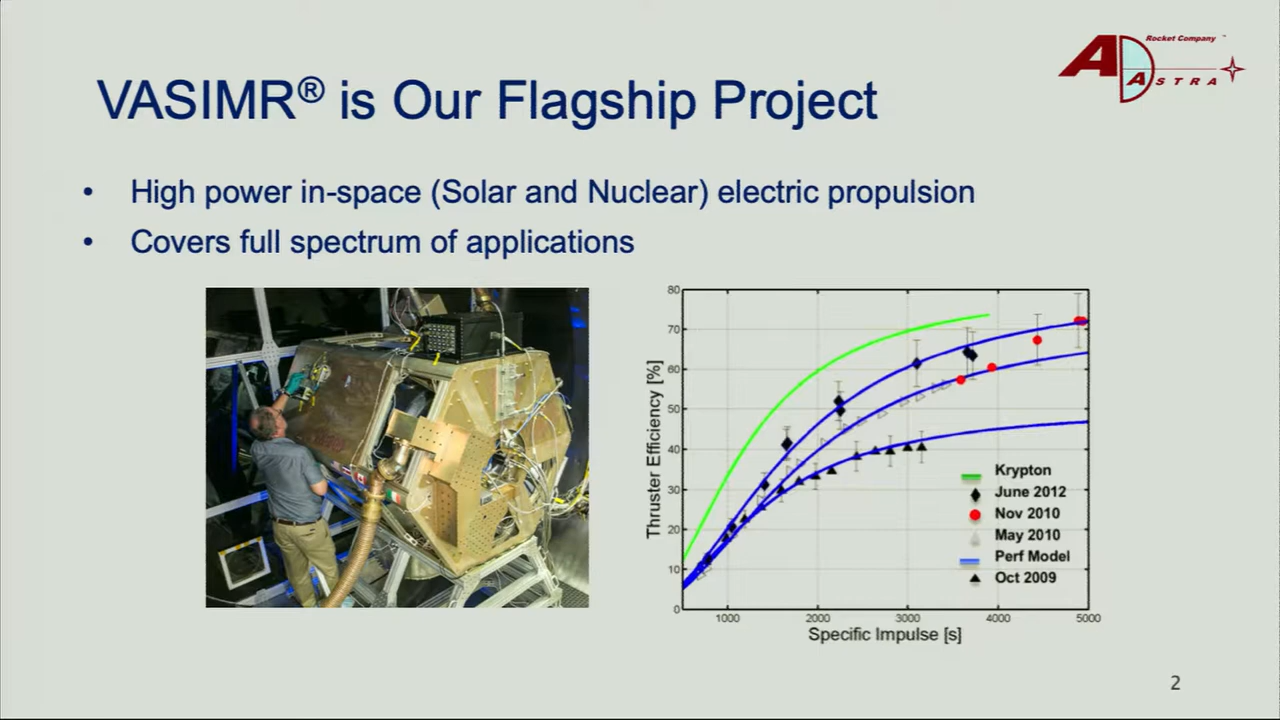 Rocket Company ™
AD ASTRA
VASIMR® is Our Flagship Project
• High power in-space (Solar and Nuclear) electric propulsion
• Covers full spectrum of applications
Thruster Efficiency [%]
80
70
60
50
40
30
20
10
0
1000 2000 3000 4000 5000
Specific Impulse [s]
Krypton
June 2012
Nov 2010
May 2010
Perf Model
Oct 2009
2